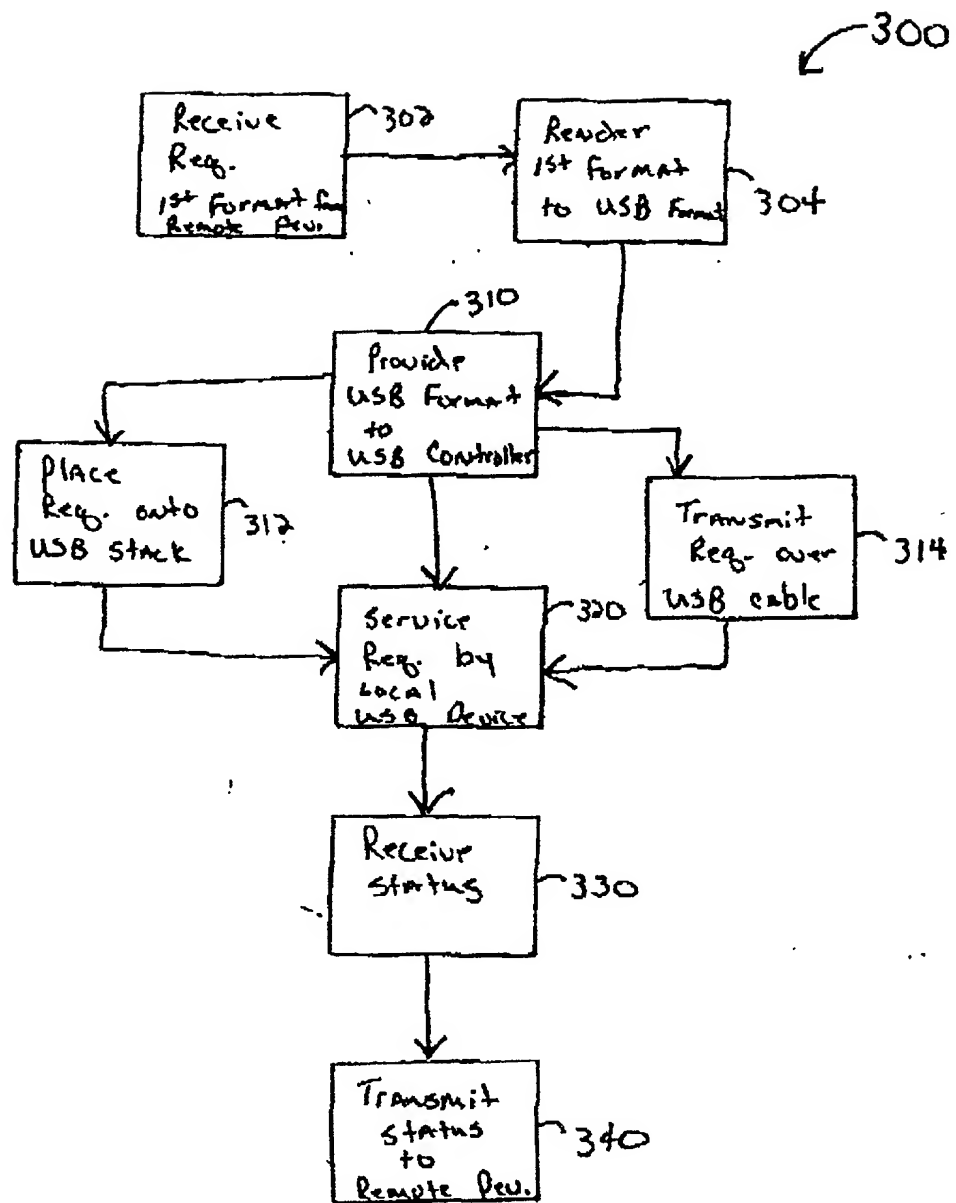 300
Receive
Req.
1st Format from
Remote Dev.
302
Render
1st Format
to USB Format
304
310
Provide
USB Format
to
USB Controller
Place
Req. onto
USB Stack
312
Transmit
Req. over
USB cable
314
Service
Req. by
Local
USB Device
320
Receive
Status
330
Transmit
Status
to
Remote Dev.
340